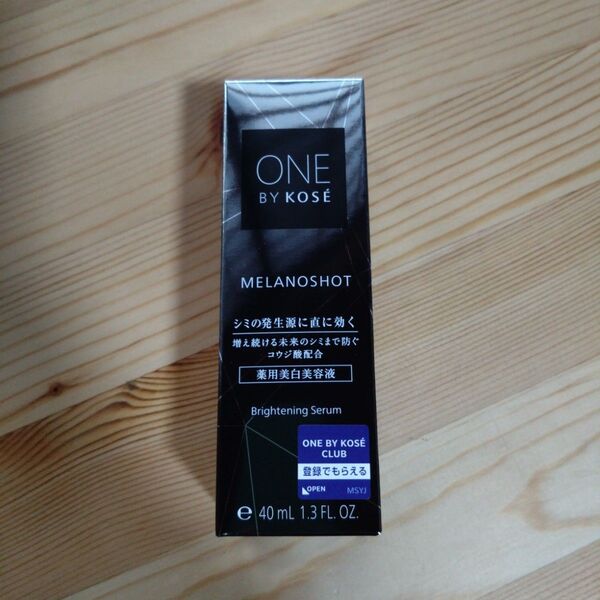 ONE
BY KOSÉ
MELANOSHOT
シミの発生源に直に効く
増え続ける未来のシミまで防ぐ
コウジ酸配合
薬用美白美容液
Brightening Serum
ONE BY KOSÉ
CLUB
登録でもらえる
OPEN MSYJ
℮ 40 mL 1.3 FL. OZ.